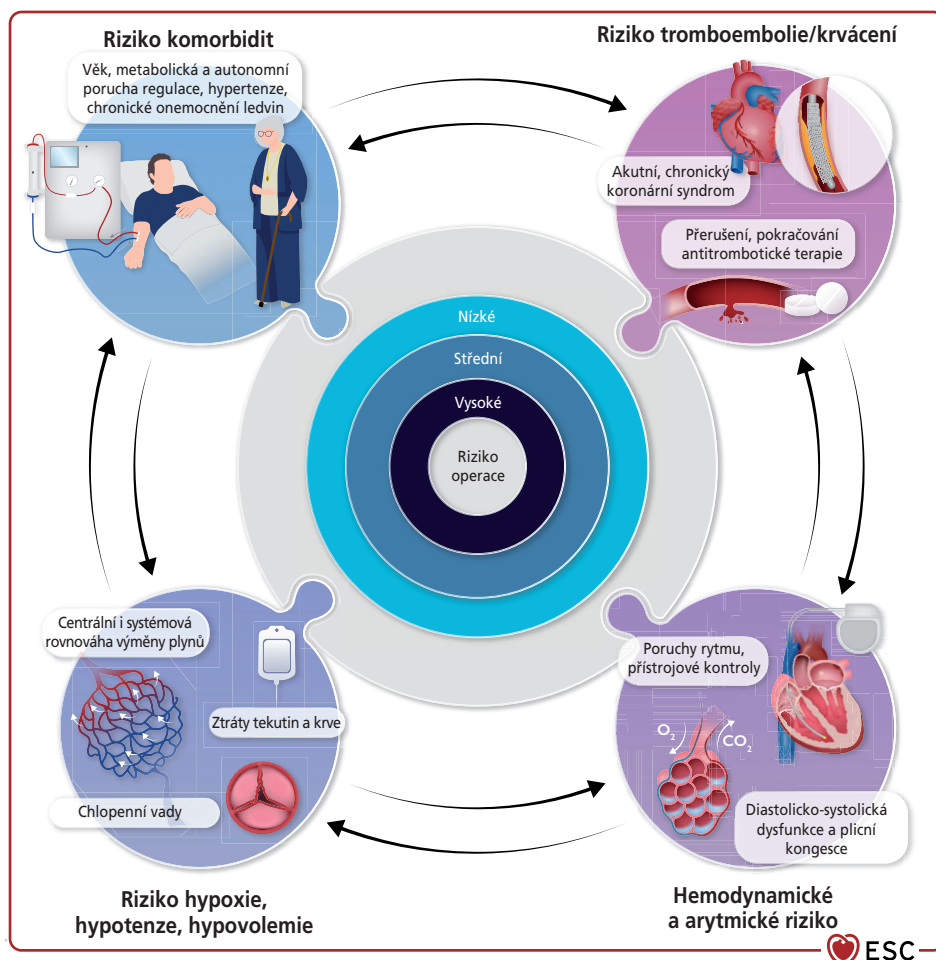 Riziko komorbidit
Věk, metabolická a autonomní
porucha regulace, hypertenze,
chronické onemocnění ledvin
Riziko tromboembolie/krvácení
Akutní, chronický
koronární syndrom
Přerušení, pokračování
antitrombotické terapie
Nízké
Střední
Vysoké
Riziko
operace
Centrální i systémová
rovnováha výměny plynů
Ztráty tekutin a krve
Chlopenní vady
Riziko hypoxie,
hypotenze, hypovolemie
Poruchy rytmu,
přístrojové kontroly
O₂
CO₂
Diastolicko-systolická
dysfunkce a plicní
kongesce
Hemodynamické
a arytmické riziko
ESC